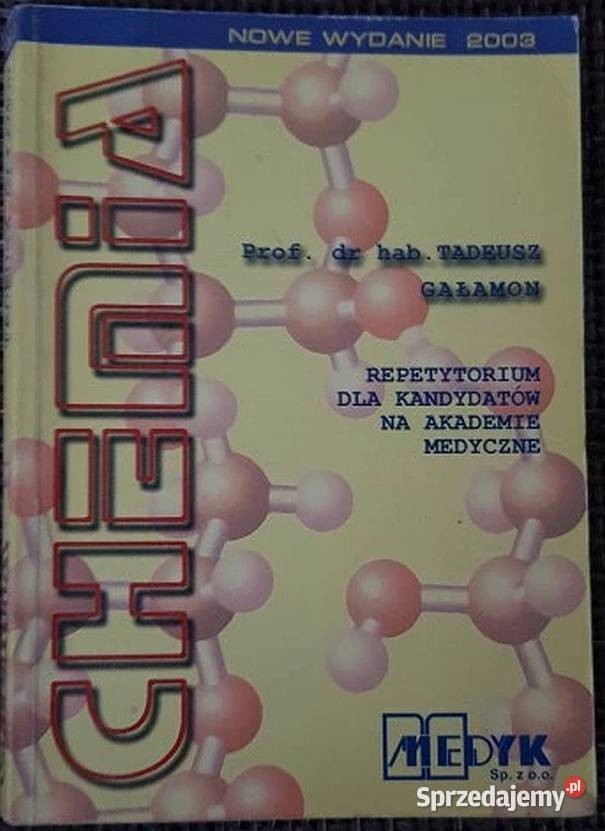 NOWE WYDANIE 2003
CHEMIA
Prof. dr hab. TADEUSZ
GAŁAMON
REPETYTORIUM
DLA KANDYDATÓW
NA AKADEMIE
MEDYCZNE
MEDYK
Sp. z o.o.
Sprzedajemy.pl